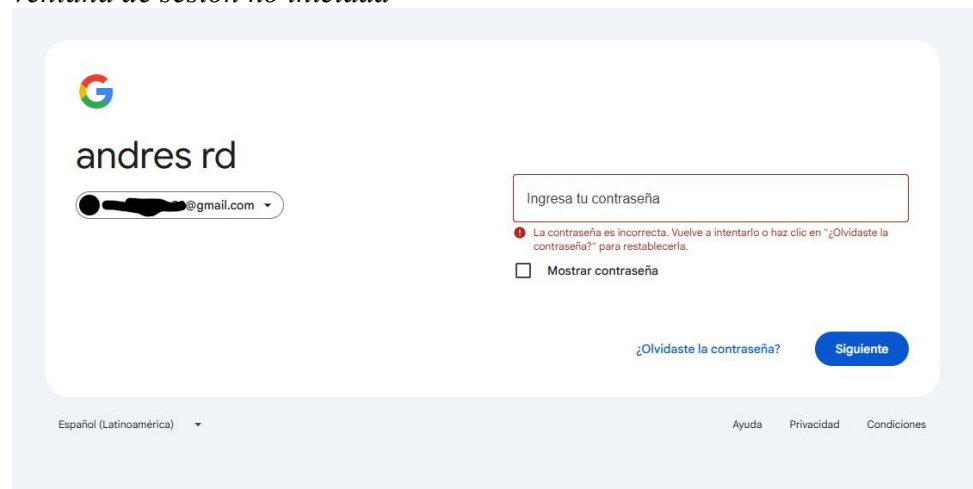 Ventana de sesión no iniciada
andres rd
@gmail.com
Ingresa tu contraseña
La contraseña es incorrecta. Vuelve a intentarlo o haz clic en "¿Olvidaste la
contraseña?" para restablecerla.
Mostrar contraseña
¿Olvidaste la contraseña?
Siguiente
Español (Latinoamérica)
Ayuda
Privacidad
Condiciones